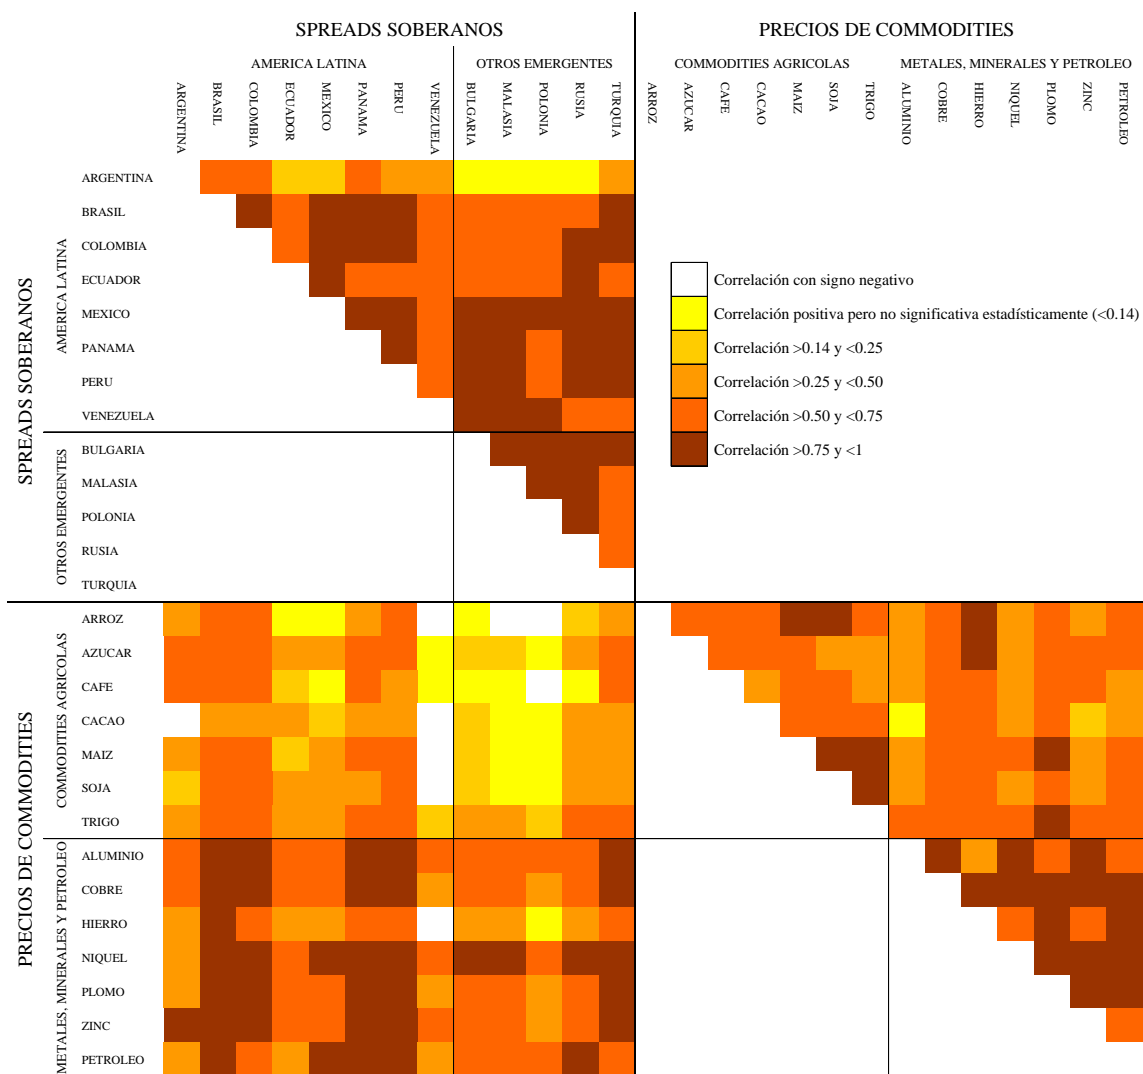 SPREADS SOBERANOS
PRECIOS DE COMMODITIES
AMERICA LATINA
OTROS EMERGENTES
COMMODITIES AGRICOLAS
METALES, MINERALES Y PETROLEO
ARGENTINA
BRASIL
COLOMBIA
ECUADOR
MEXICO
PANAMA
PERU
VENEZUELA
BULGARIA
MALASIA
POLONIA
RUSIA
TURQUIA
ARROZ
AZUCAR
CAFE
CACAO
MAIZ
SOJA
TRIGO
ALUMINIO
COBRE
HIERRO
NIQUEL
PLOMO
ZINC
PETROLEO
SPREADS SOBERANOS
AMERICA LATINA
ARGENTINA
BRASIL
COLOMBIA
ECUADOR
MEXICO
PANAMA
PERU
VENEZUELA
OTROS EMERGENTES
BULGARIA
MALASIA
POLONIA
RUSIA
TURQUIA
Correlación con signo negativo
Correlación positiva pero no significativa estadísticamente (<0.14)
Correlación >0.14 y <0.25
Correlación >0.25 y <0.50
Correlación >0.50 y <0.75
Correlación >0.75 y <1
PRECIOS DE COMMODITIES
COMMODITIES AGRICOLAS
ARROZ
AZUCAR
CAFE
CACAO
MAIZ
SOJA
TRIGO
METALES, MINERALES Y PETROLEO
ALUMINIO
COBRE
HIERRO
NIQUEL
PLOMO
ZINC
PETROLEO